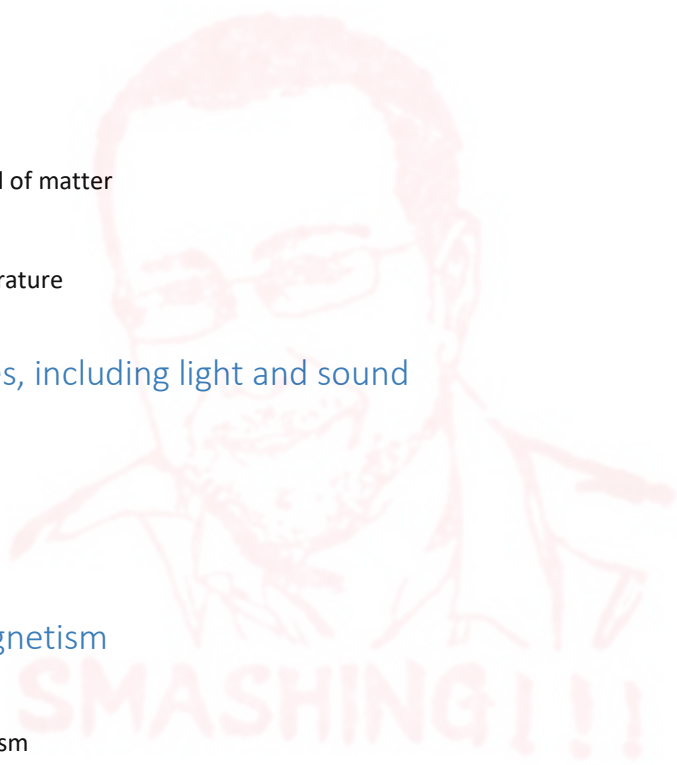 of matter
rature
s, including light and sound
gnetism
sm
SMASHING!!!